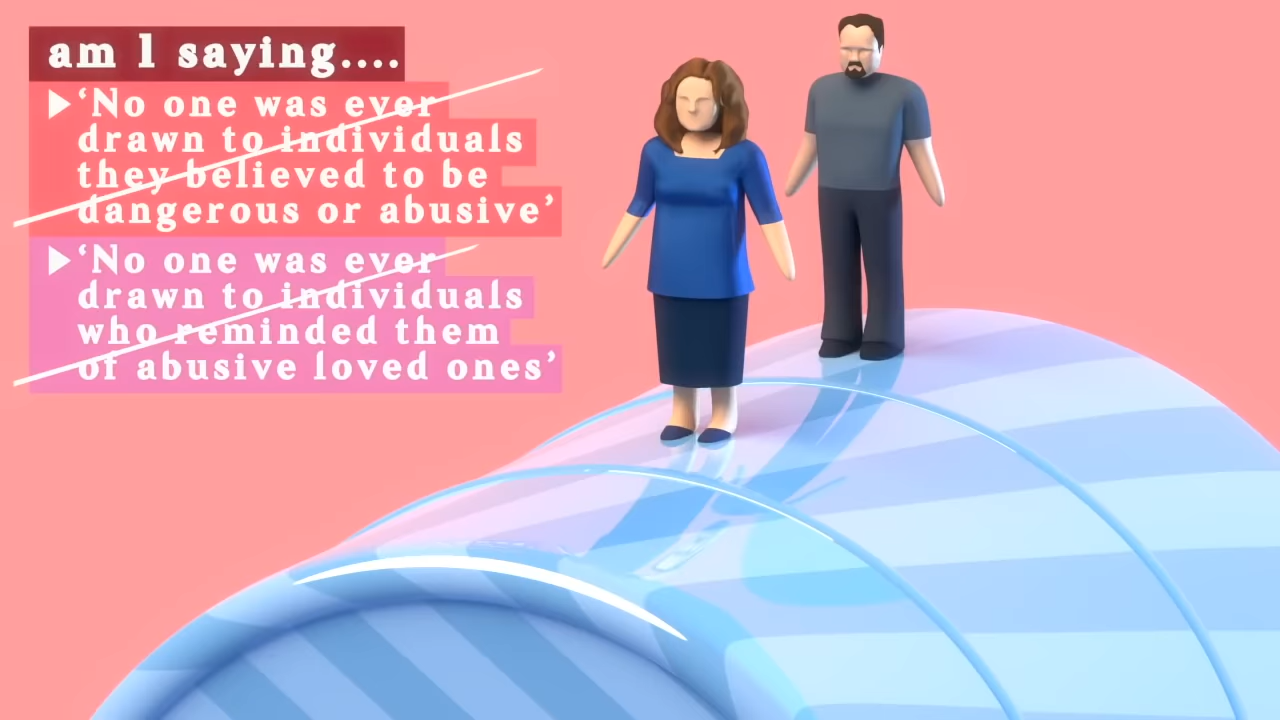 am I saying....
‘No one was ever
drawn to individuals
they believed to be
dangerous or abusive’
‘No one was ever
drawn to individuals
who reminded them
of abusive loved ones’